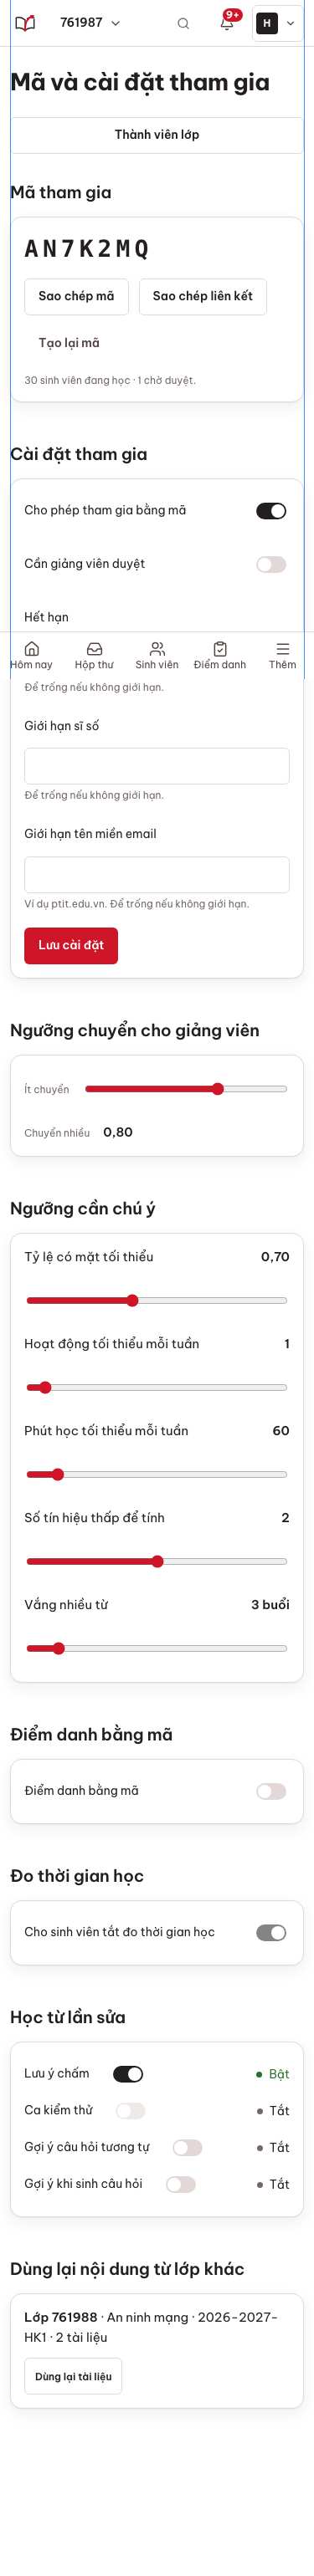 761987
9+
H
Mã và cài đặt tham gia
Thành viên lớp
Mã tham gia
AN7K2MQ
Sao chép mã
Sao chép liên kết
Tạo lại mã
30 sinh viên đang học · 1 chờ duyệt.
Cài đặt tham gia
Cho phép tham gia bằng mã
Cần giảng viên duyệt
Hết hạn
Hôm nay
Hộp thư
Sinh viên
Điểm danh
Thêm
Để trống nếu không giới hạn.
Giới hạn sĩ số
Để trống nếu không giới hạn.
Giới hạn tên miền email
Ví dụ ptit.edu.vn. Để trống nếu không giới hạn.
Lưu cài đặt
Ngưỡng chuyển cho giảng viên
Ít chuyển
Chuyển nhiều 0,80
Ngưỡng cần chú ý
Tỷ lệ có mặt tối thiểu 0,70
Hoạt động tối thiểu mỗi tuần 1
Phút học tối thiểu mỗi tuần 60
Số tín hiệu thấp để tính 2
Vắng nhiều từ 3 buổi
Điểm danh bằng mã
Điểm danh bằng mã
Đo thời gian học
Cho sinh viên tắt đo thời gian học
Học từ lần sửa
Lưu ý chấm Bật
Ca kiểm thử Tắt
Gợi ý câu hỏi tương tự Tắt
Gợi ý khi sinh câu hỏi Tắt
Dùng lại nội dung từ lớp khác
Lớp 761988 · An ninh mạng · 2026-2027-
HK1 · 2 tài liệu
Dùng lại tài liệu